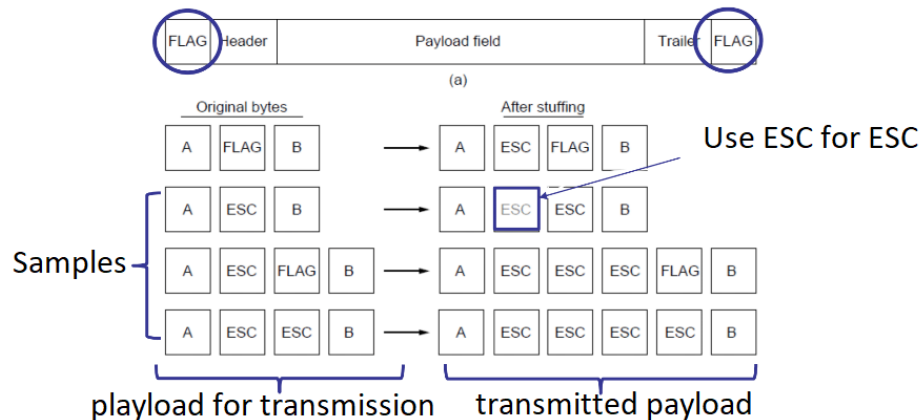 FLAG Header Payload field Trailer FLAG
(a)
Original bytes After stuffing
Use ESC for ESC
A FLAG B A ESC FLAG B
A ESC B A ESC ESC B
Samples
A ESC FLAG B A ESC ESC ESC FLAG B
A ESC ESC B A ESC ESC ESC ESC B
playload for transmission transmitted payload